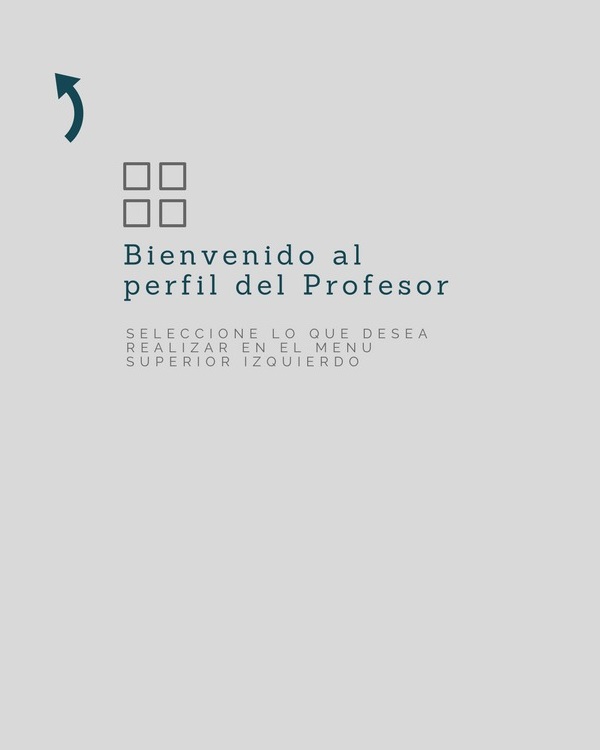 Bienvenido al
perfil del Profesor
SELECCIONE LO QUE DESEA
REALIZAR EN EL MENU
SUPERIOR IZQUIERDO